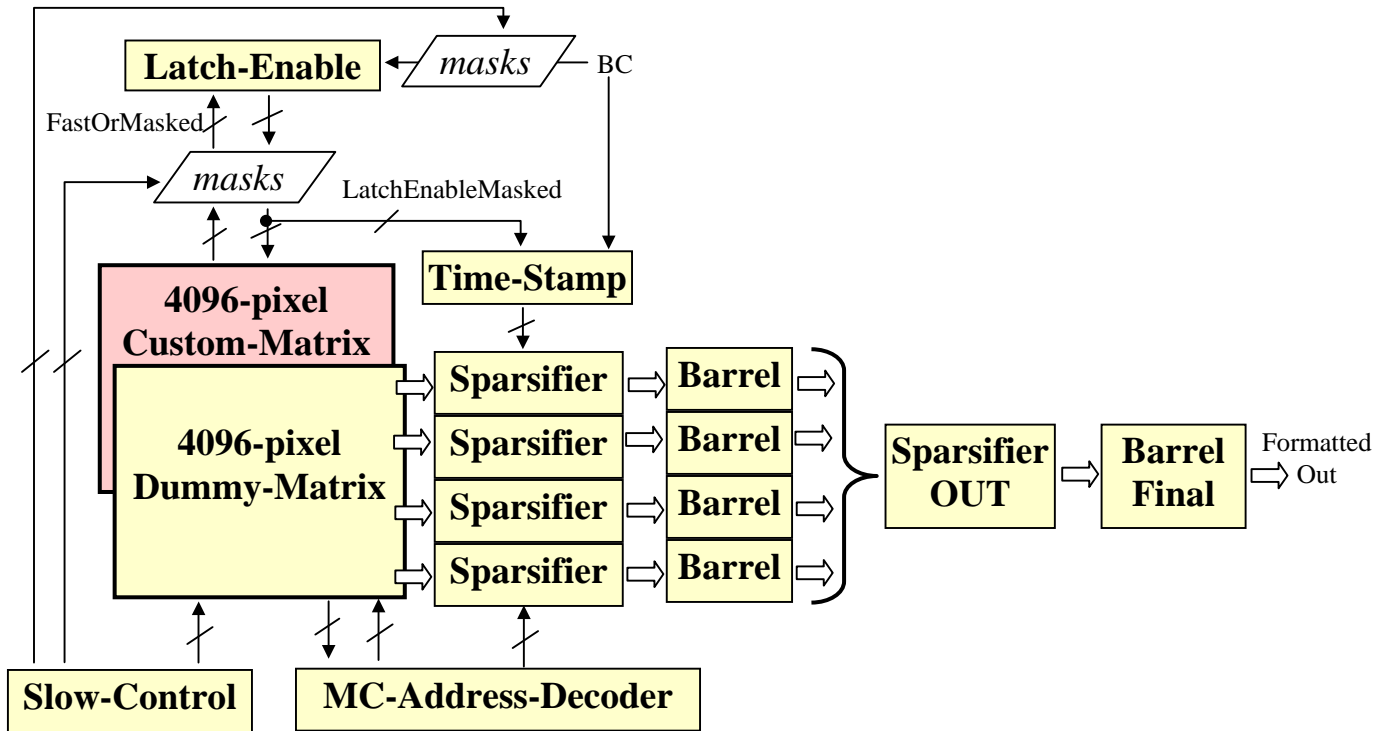 masks
BC
Latch-Enable
FastOrMasked
masks
LatchEnableMasked
Time-Stamp
4096-pixel
Custom-Matrix
4096-pixel
Dummy-Matrix
Sparsifier
Barrel
Sparsifier
Barrel
Sparsifier
Barrel
Sparsifier
Barrel
Sparsifier
OUT
Barrel
Final
Formatted
Out
Slow-Control
MC-Address-Decoder